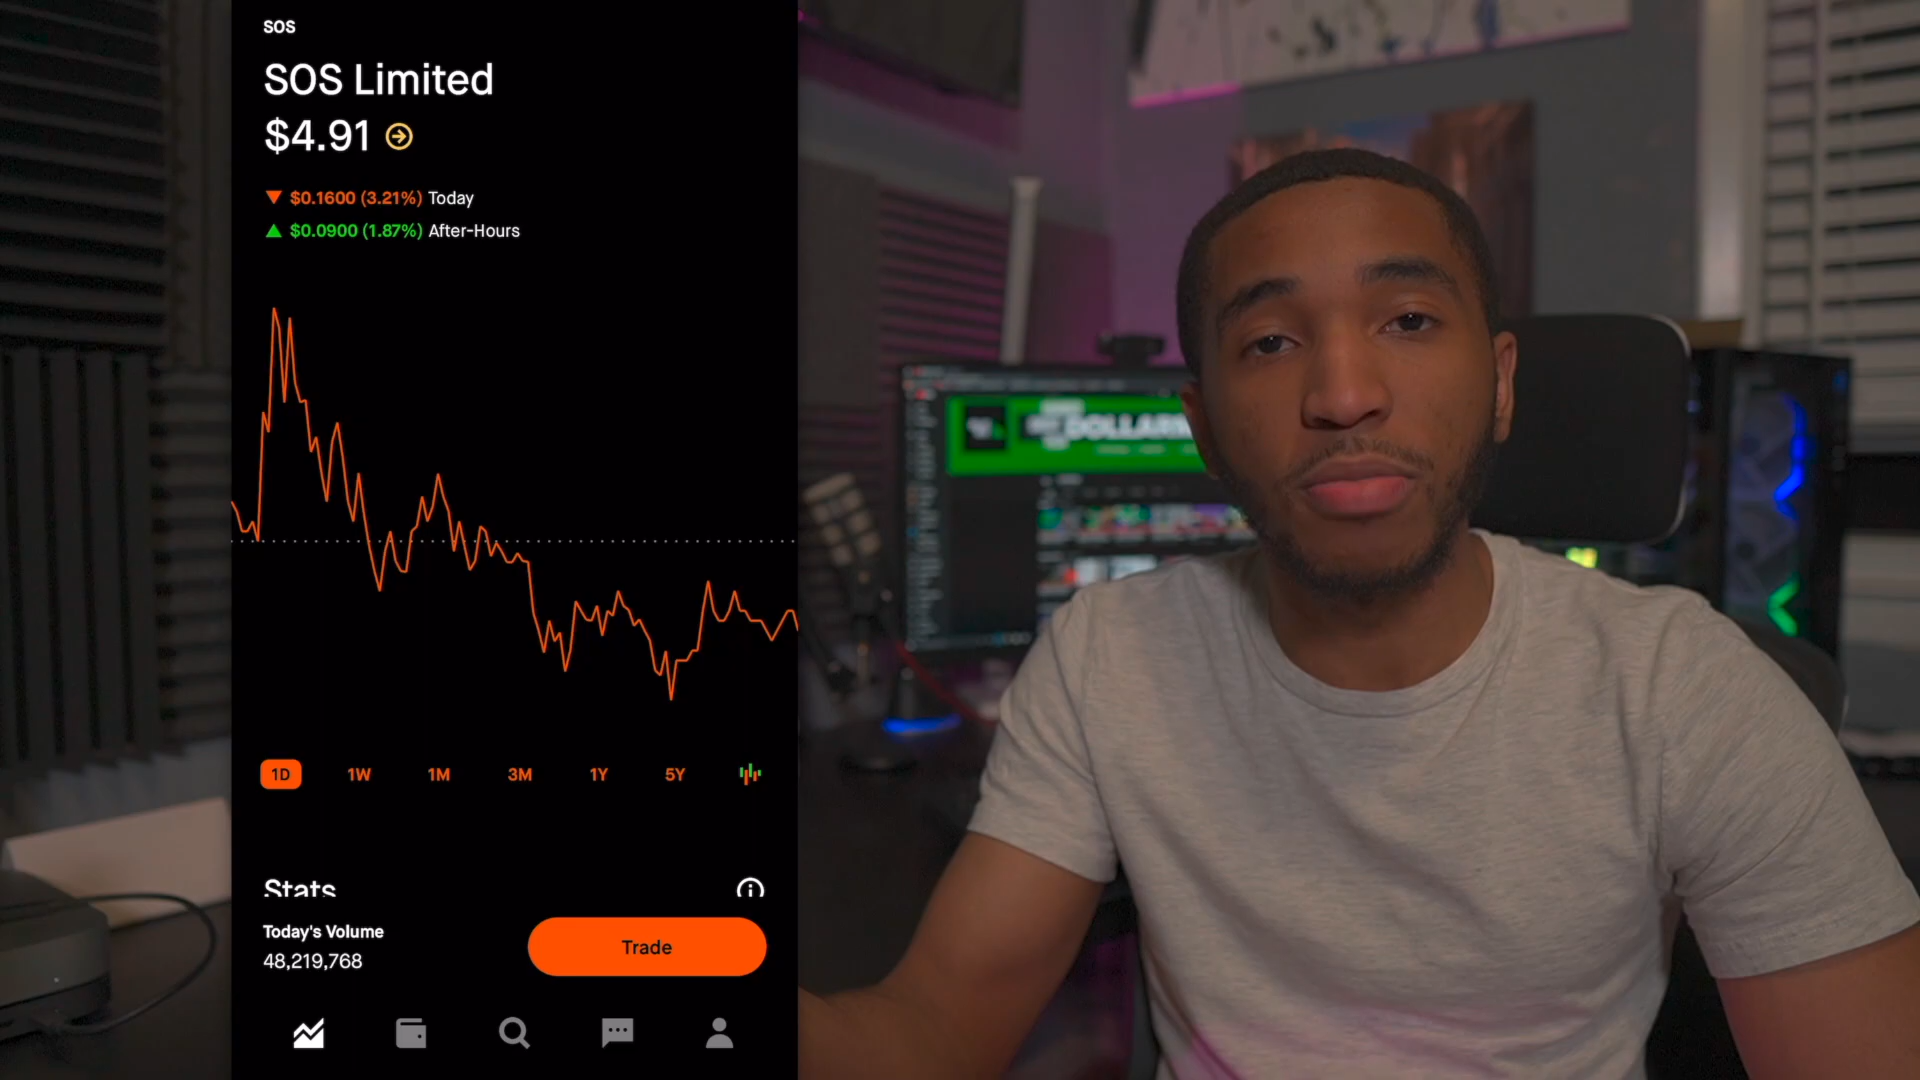 SOS
SOS Limited
$4.91
$0.1600 (3.21%) Today
$0.0900 (1.87%) After-Hours
1D 1W 1M 3M 1Y 5Y
Stats
Today's Volume
48,219,768
Trade